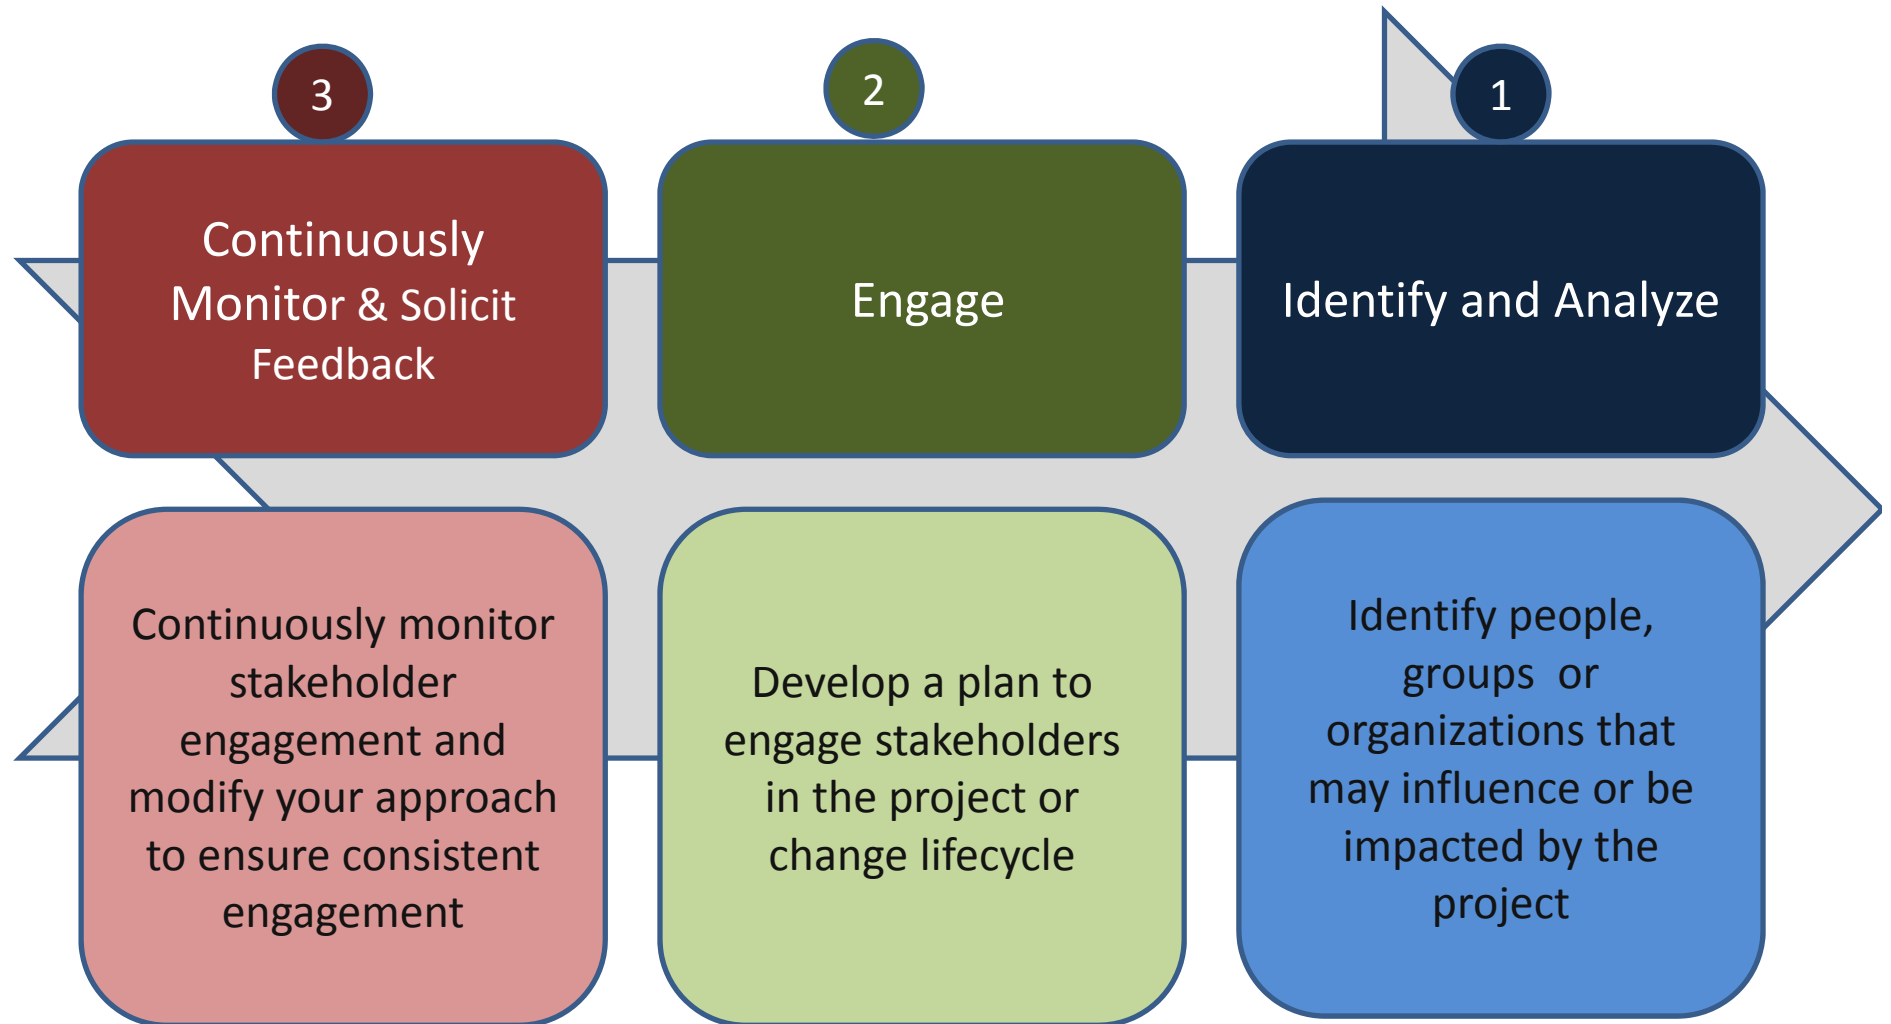 3
Continuously
Monitor & Solicit
Feedback
Continuously monitor
stakeholder
engagement and
modify your approach
to ensure consistent
engagement
2
Engage
Develop a plan to
engage stakeholders
in the project or
change lifecycle
1
Identify and Analyze
Identify people,
groups  or
organizations that
may influence or be
impacted by the
project